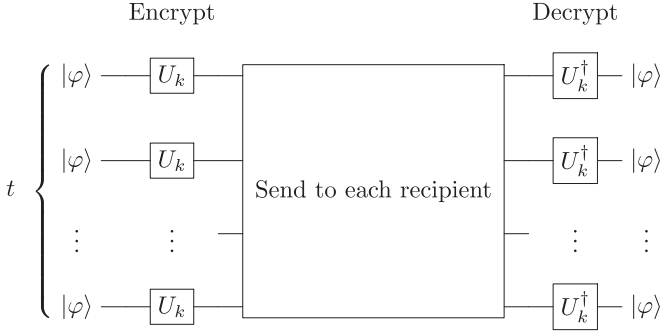 Encrypt Decrypt
|φ⟩ U_k U_k^† |φ⟩
|φ⟩ U_k U_k^† |φ⟩
t Send to each recipient
⋮ ⋮ ⋮ ⋮
|φ⟩ U_k U_k^† |φ⟩